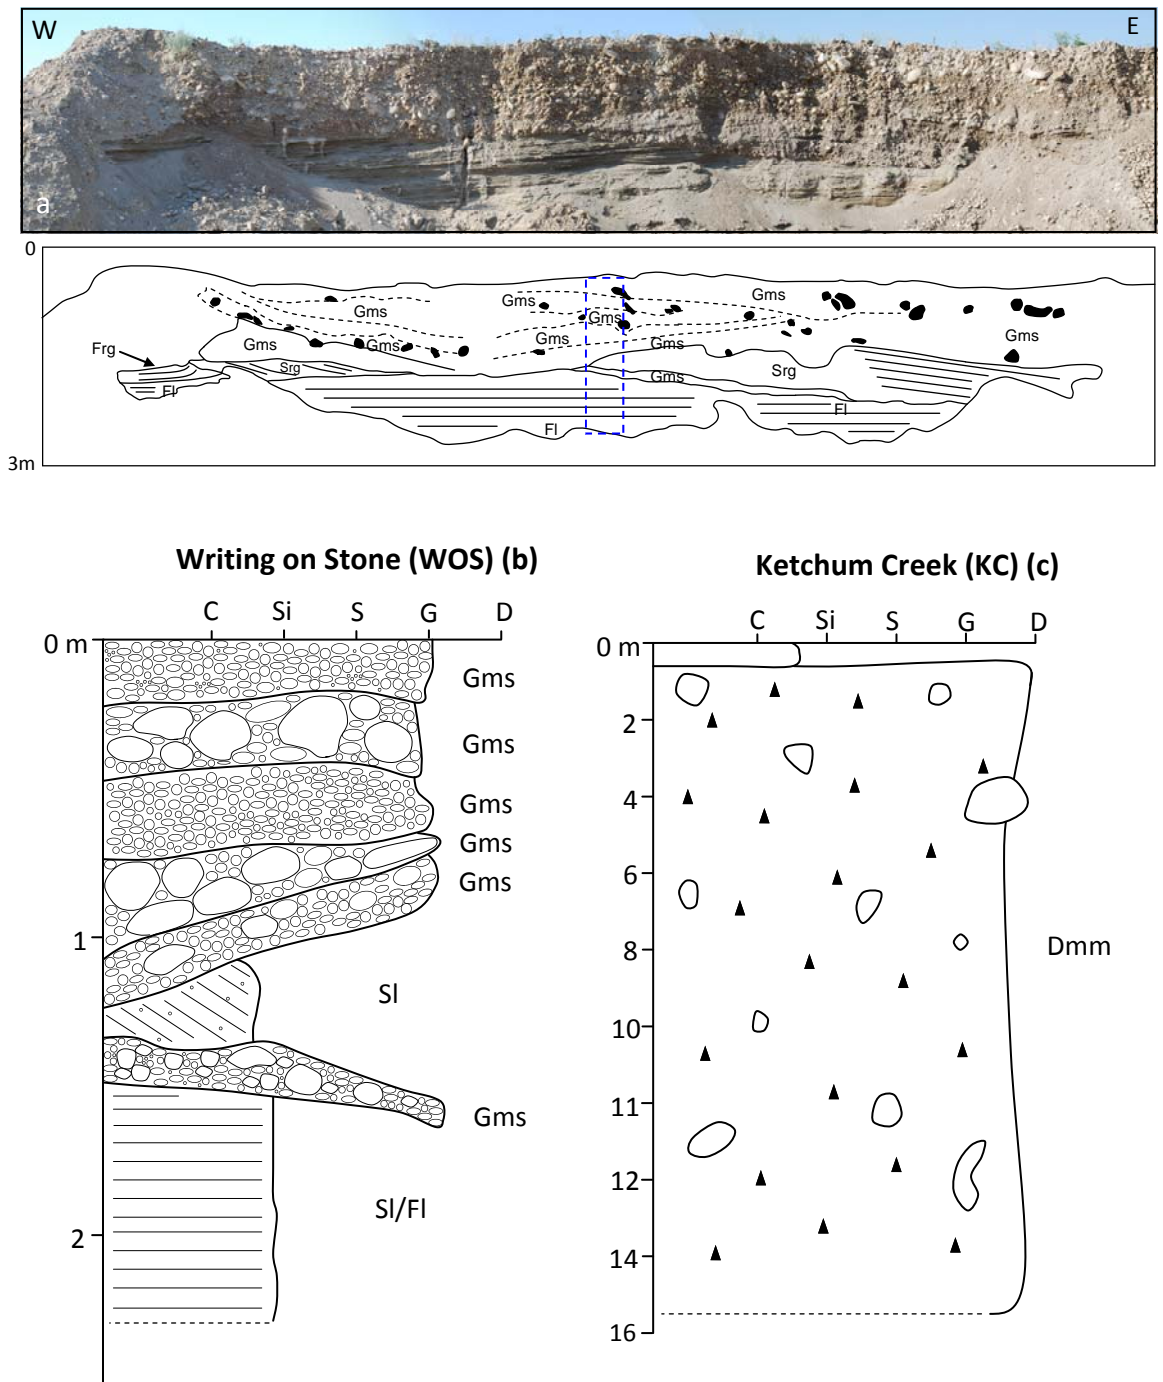 W
E
a
0
Gms
Gms
Gms
Gms
Gms
Gms
Gms
Gms
Gms
Frg
Srg
Srg
Gms
Fl
Fl
Fl
3m
Writing on Stone (WOS) (b)
C Si S G D
0 m
Gms
Gms
Gms
Gms
Gms
1
Sl
Gms
Sl/Fl
2
Ketchum Creek (KC) (c)
C Si S G D
0 m
2
4
6
8
Dmm
10
11
12
14
16